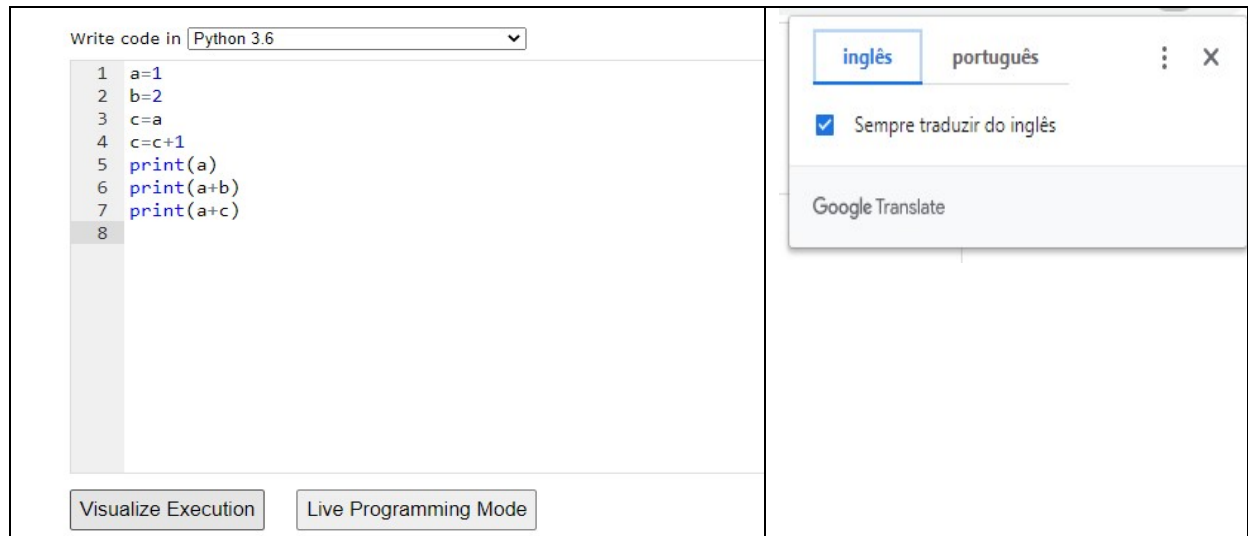 Write code in Python 3.6
1 a=1
2 b=2
3 c=a
4 c=c+1
5 print(a)
6 print(a+b)
7 print(a+c)
8
Visualize Execution Live Programming Mode
inglês português
Sempre traduzir do inglês
Google Translate